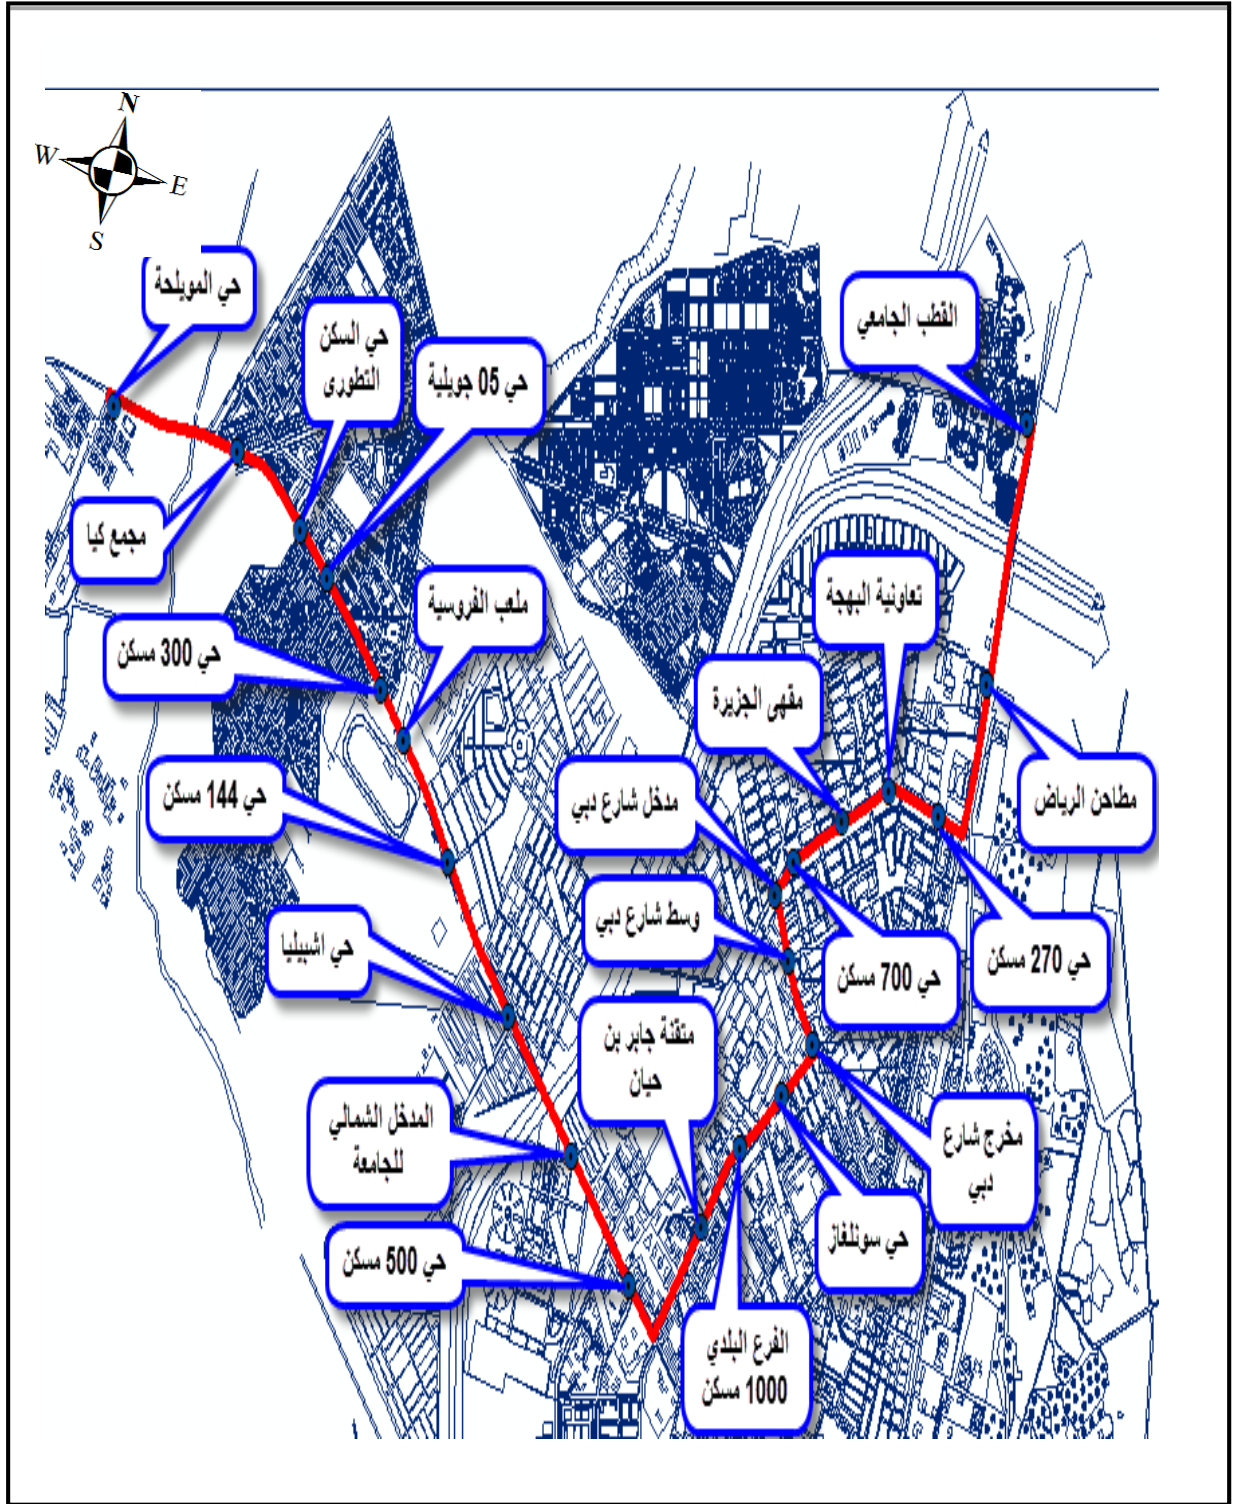 N
W
E
S
حي المويلحة
القطب الجامعي
حي السكن
التطورى
حي 05 جويلية
مجمع كيا
تعاونية البهجة
ملعب الفروسية
حي 300 مسكن
مقهى الجزيرة
مطاحن الرياض
حي 144 مسكن
مدخل شارع دبي
وسط شارع دبي
حي اشبيليا
حي 700 مسكن
حي 270 مسكن
متقنة جابر بن
حيان
المدخل الشمالي
للجامعة
مخرج شارع
دبي
حي سونلغاز
حي 500 مسكن
الفرع البلدي
1000 مسكن